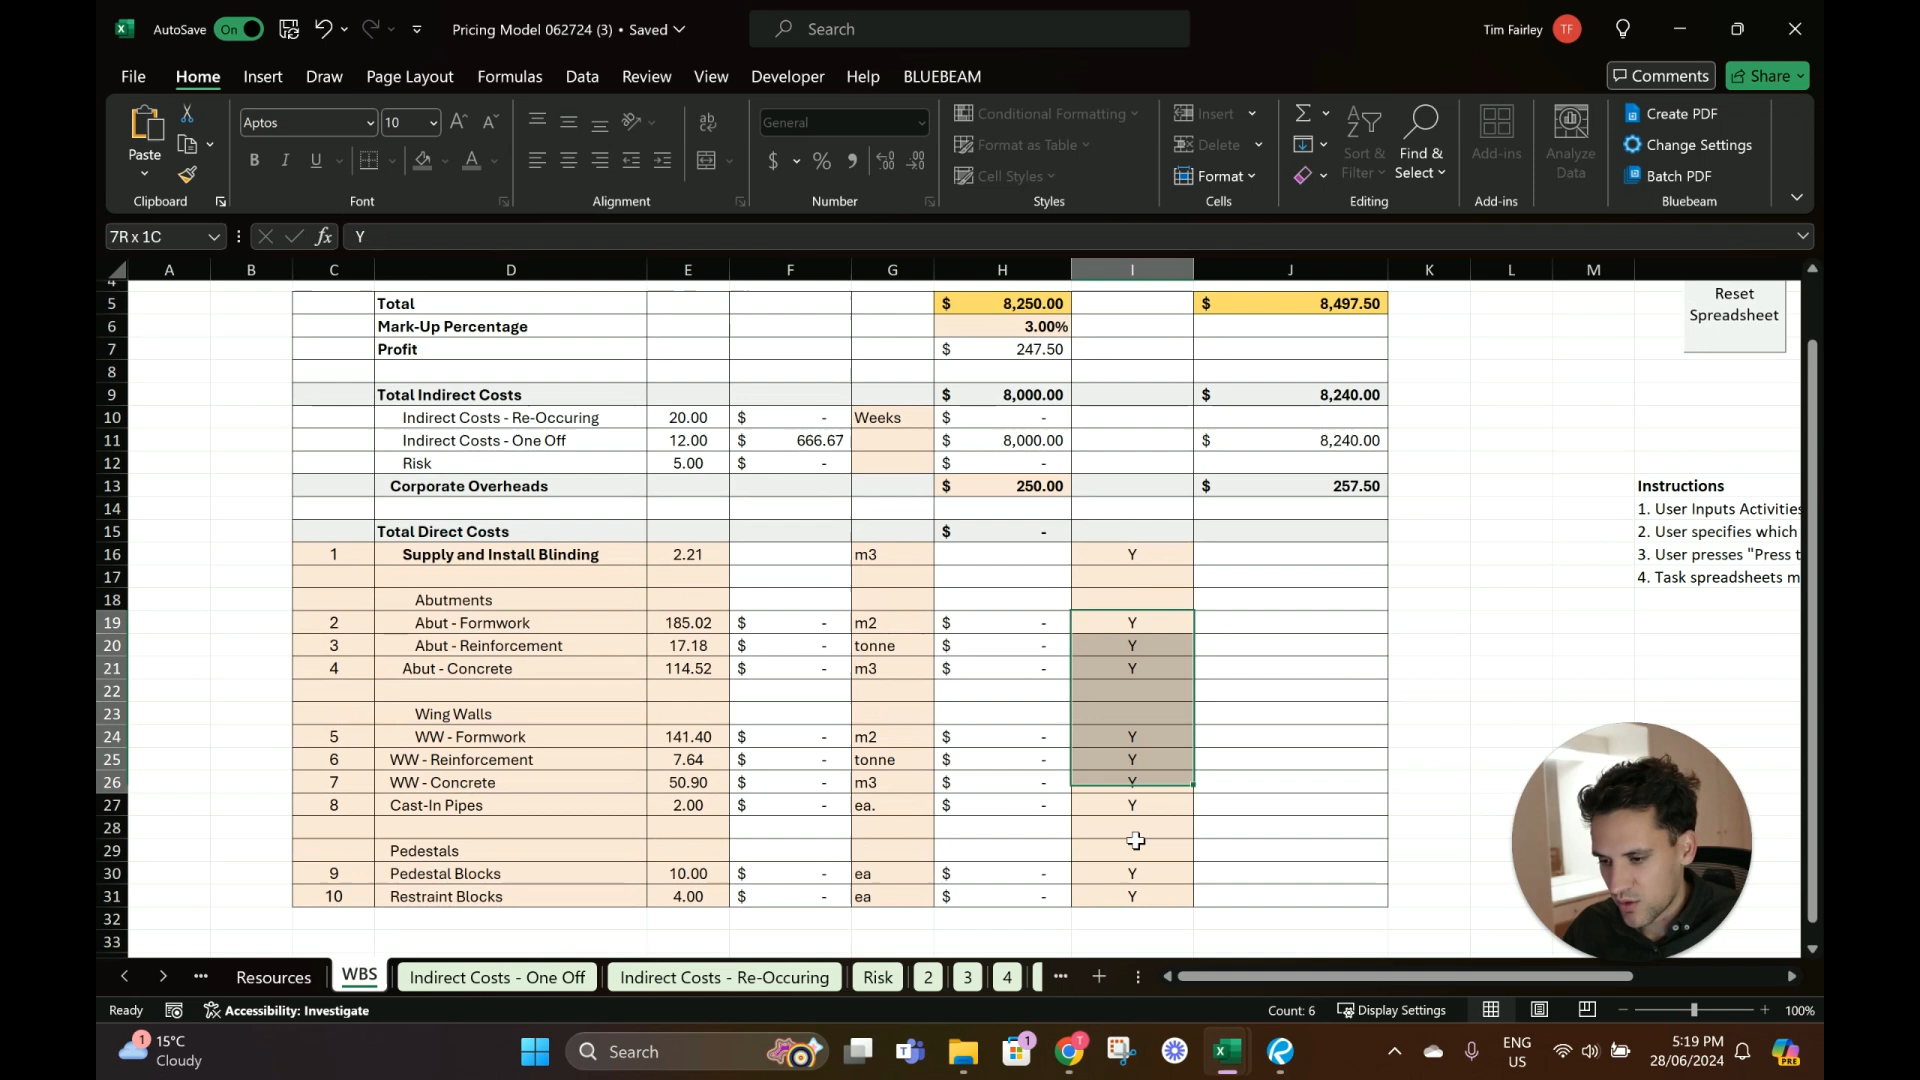 AutoSave On Pricing Model 062724 (3) • Saved Search Tim Fairley TF
File Home Insert Draw Page Layout Formulas Data Review View Developer Help BLUEBEAM Comments Share
Aptos 10 General Conditional Formatting Insert Create PDF
Format as Table Delete Change Settings
Paste B I U $ % Cell Styles Format Sort & Filter Find & Select Add-ins Analyze Data Batch PDF
Clipboard Font Alignment Number Styles Cells Editing Add-ins Bluebeam
7R x 1C fx Y
A B C D E F G H I J K L M
4
5 Total $ 8,250.00 $ 8,497.50
Reset Spreadsheet
6 Mark-Up Percentage 3.00%
7 Profit $ 247.50
8
9 Total Indirect Costs $ 8,000.00 $ 8,240.00
10 Indirect Costs - Re-Occuring 20.00 $ - Weeks $ -
11 Indirect Costs - One Off 12.00 $ 666.67 $ 8,000.00 $ 8,240.00
12 Risk 5.00 $ - $ -
13 Corporate Overheads $ 250.00 $ 257.50 Instructions
14 1. User Inputs Activities
15 Total Direct Costs $ - 2. User specifies which
16 1 Supply and Install Blinding 2.21 m3 Y 3. User presses "Press t
17 4. Task spreadsheets m
18 Abutments
19 2 Abut - Formwork 185.02 $ - m2 $ - Y
20 3 Abut - Reinforcement 17.18 $ - tonne $ - Y
21 4 Abut - Concrete 114.52 $ - m3 $ - Y
22
23 Wing Walls
24 5 WW - Formwork 141.40 $ - m2 $ - Y
25 6 WW - Reinforcement 7.64 $ - tonne $ - Y
26 7 WW - Concrete 50.90 $ - m3 $ - Y
27 8 Cast-In Pipes 2.00 $ - ea. $ - Y
28
29 Pedestals
30 9 Pedestal Blocks 10.00 $ - ea $ - Y
31 10 Restraint Blocks 4.00 $ - ea $ - Y
32
33
Resources WBS Indirect Costs - One Off Indirect Costs - Re-Occuring Risk 2 3 4
Ready Accessibility: Investigate Count: 6 Display Settings 100%
1 15°C Cloudy Search 1 ENG US 5:19 PM 28/06/2024 PRE